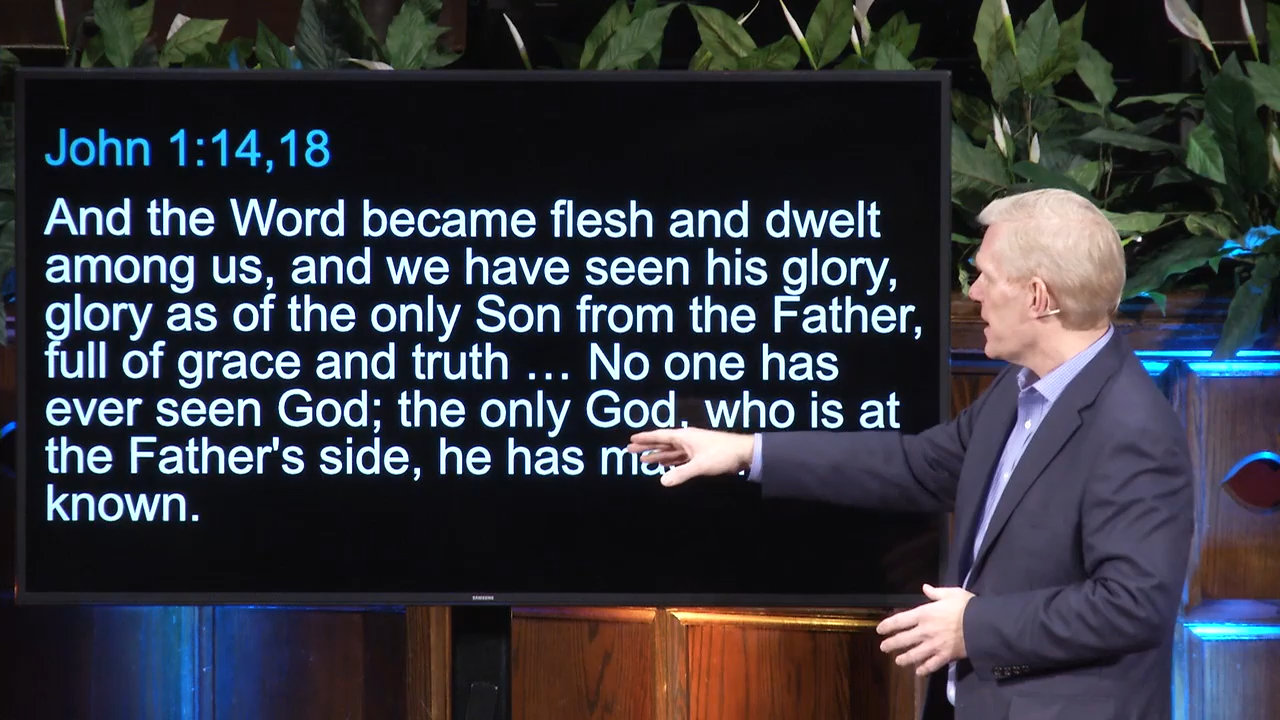 John 1:14,18
And the Word became flesh and dwelt
among us, and we have seen his glory,
glory as of the only Son from the Father,
full of grace and truth … No one has
ever seen God; the only God, who is at
the Father's side, he has
known.
SAMSUNG